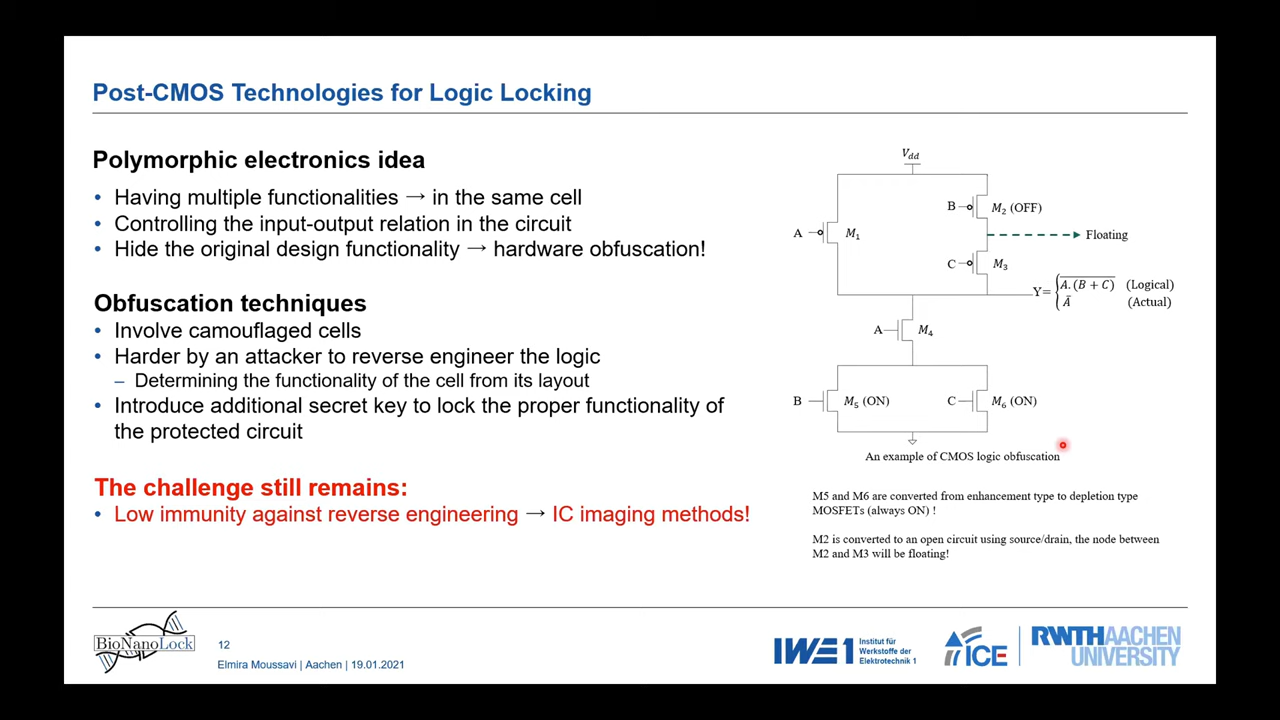 Post-CMOS Technologies for Logic Locking
Polymorphic electronics idea
• Having multiple functionalities → in the same cell
• Controlling the input-output relation in the circuit
• Hide the original design functionality → hardware obfuscation!
Obfuscation techniques
• Involve camouflaged cells
• Harder by an attacker to reverse engineer the logic
– Determining the functionality of the cell from its layout
• Introduce additional secret key to lock the proper functionality of
the protected circuit
The challenge still remains:
• Low immunity against reverse engineering → IC imaging methods!
V_dd
B M₂ (OFF)
A M₁
Floating
C M₃
Y= { \overline{A.(B + C)} (Logical)
Ā (Actual)
A M₄
B M₅ (ON) C M₆ (ON)
An example of CMOS logic obfuscation
M5 and M6 are converted from enhancement type to depletion type
MOSFETs (always ON) !
M2 is converted to an open circuit using source/drain, the node between
M2 and M3 will be floating!
BioNanoLock
12
Elmira Moussavi | Aachen | 19.01.2021
IWE1 Institut für
Werkstoffe der
Elektrotechnik 1
ICE
RWTHAACHEN
UNIVERSITY